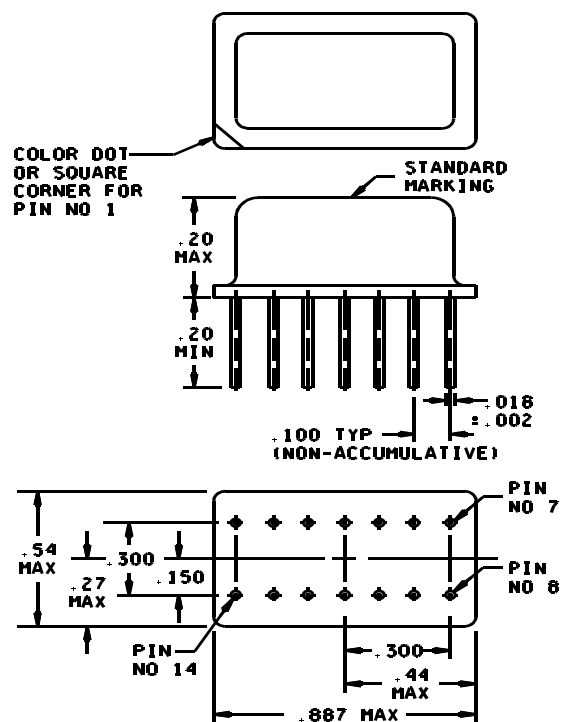 COLOR DOT
OR SQUARE
CORNER FOR
PIN NO 1
STANDARD
MARKING
.20
MAX
.20
MIN
.018
± .002
.100 TYP
(NON-ACCUMULATIVE)
PIN
NO 7
.54
MAX
.300
.27
MAX
.150
PIN
NO 8
PIN
NO 14
.300
.44
MAX
.887 MAX